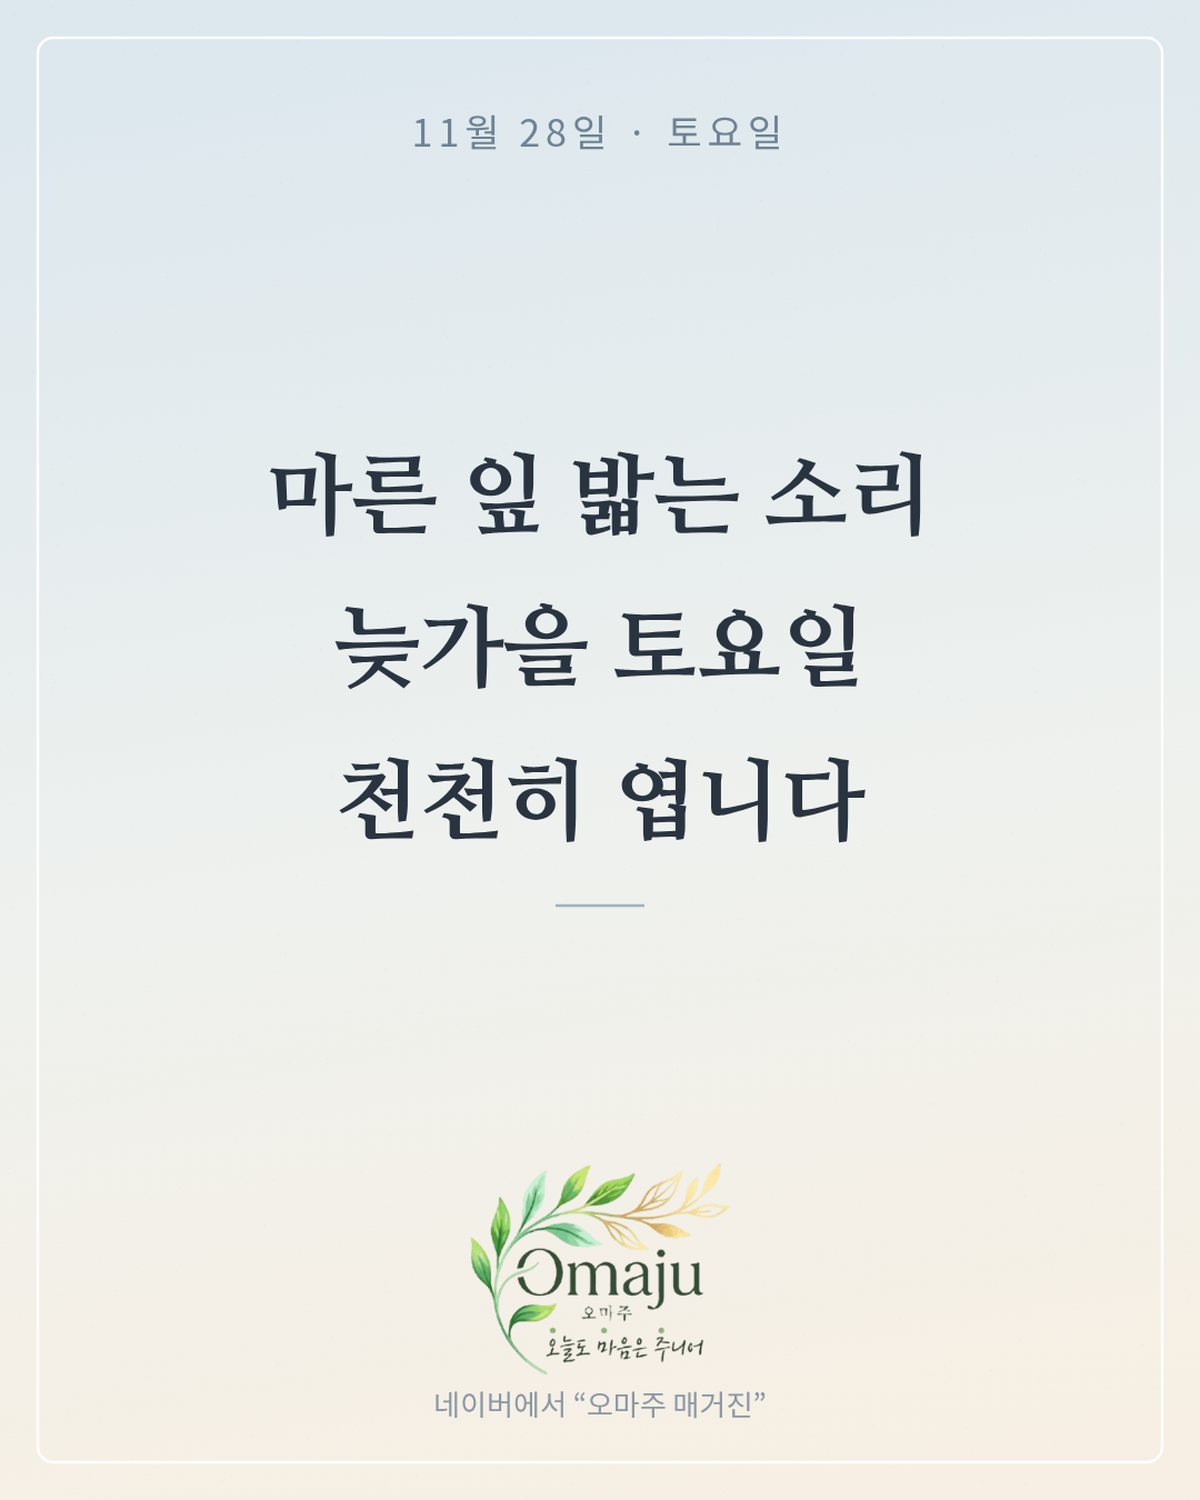 11월 28일 · 토요일
마른 잎 밟는 소리
늦가을 토요일
천천히 엽니다
Omaju
오마주
오늘도 마음은 주니어
네이버에서 “오마주 매거진”